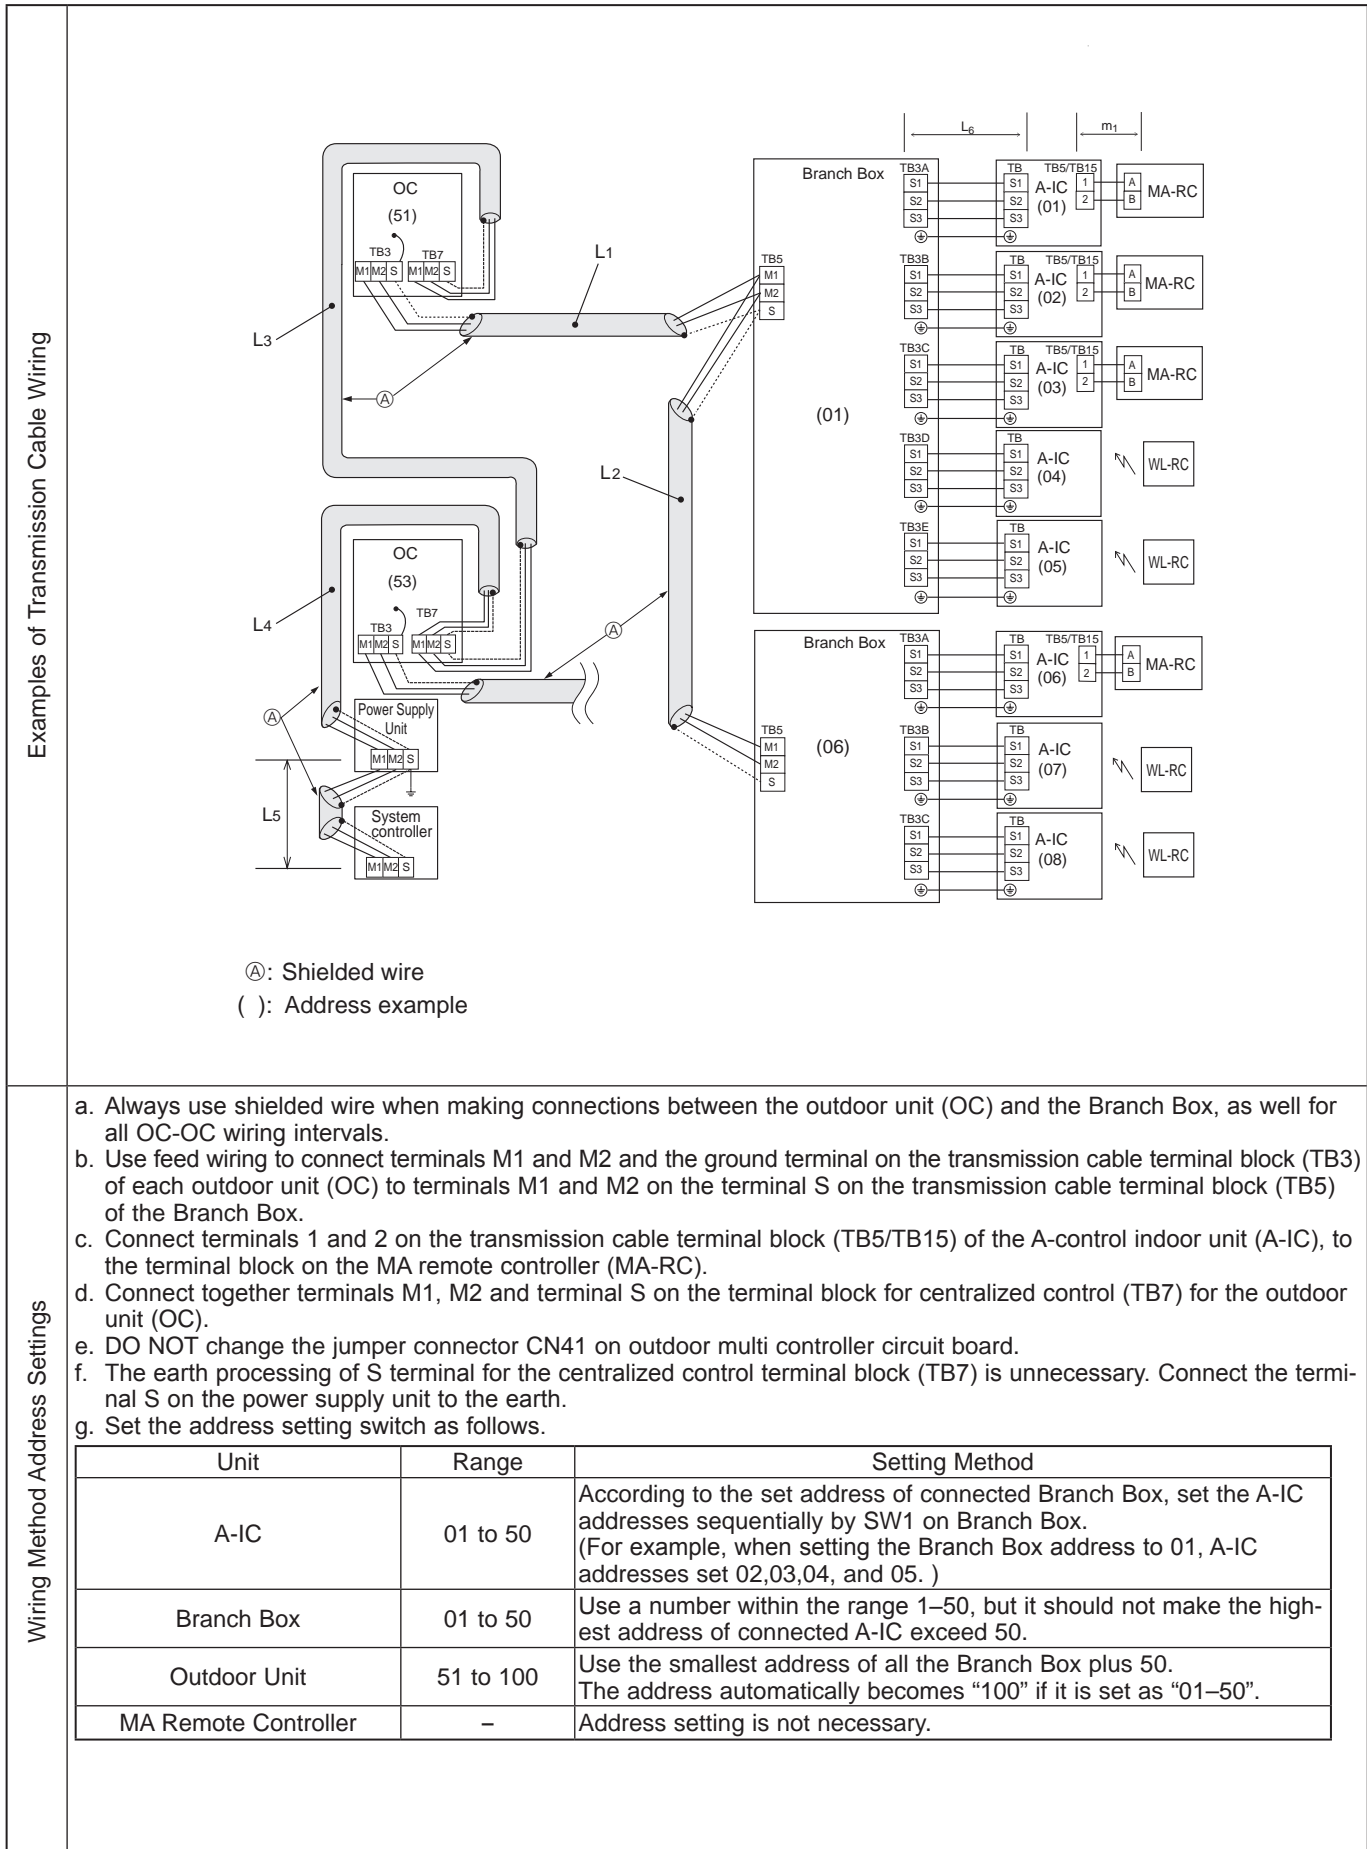 Examples of Transmission Cable Wiring
L6
m1
OC
(51)
TB3
TB7
M1 M2 S
M1 M2 S
L1
L3
Ⓐ
L2
OC
(53)
TB7
TB3
M1 M2 S
M1 M2 S
L4
Ⓐ
Ⓐ
Power Supply
Unit
M1 M2 S
L5
System
controller
M1 M2 S
Branch Box
(01)
TB5
M1
M2
S
TB3A
S1
S2
S3
TB
S1
S2
S3
A-IC
(01)
TB5/TB15
1
2
A
B
MA-RC
TB3B
S1
S2
S3
TB
S1
S2
S3
A-IC
(02)
TB5/TB15
1
2
A
B
MA-RC
TB3C
S1
S2
S3
TB
S1
S2
S3
A-IC
(03)
TB5/TB15
1
2
A
B
MA-RC
TB3D
S1
S2
S3
TB
S1
S2
S3
A-IC
(04)
WL-RC
TB3E
S1
S2
S3
TB
S1
S2
S3
A-IC
(05)
WL-RC
Branch Box
(06)
TB5
M1
M2
S
TB3A
S1
S2
S3
TB
S1
S2
S3
A-IC
(06)
TB5/TB15
1
2
A
B
MA-RC
TB3B
S1
S2
S3
TB
S1
S2
S3
A-IC
(07)
WL-RC
TB3C
S1
S2
S3
TB
S1
S2
S3
A-IC
(08)
WL-RC
Ⓐ: Shielded wire
( ): Address example
Wiring Method Address Settings
a. Always use shielded wire when making connections between the outdoor unit (OC) and the Branch Box, as well for
all OC-OC wiring intervals.
b. Use feed wiring to connect terminals M1 and M2 and the ground terminal on the transmission cable terminal block (TB3)
of each outdoor unit (OC) to terminals M1 and M2 on the terminal S on the transmission cable terminal block (TB5)
of the Branch Box.
c. Connect terminals 1 and 2 on the transmission cable terminal block (TB5/TB15) of the A-control indoor unit (A-IC), to
the terminal block on the MA remote controller (MA-RC).
d. Connect together terminals M1, M2 and terminal S on the terminal block for centralized control (TB7) for the outdoor
unit (OC).
e. DO NOT change the jumper connector CN41 on outdoor multi controller circuit board.
f. The earth processing of S terminal for the centralized control terminal block (TB7) is unnecessary. Connect the termi-
nal S on the power supply unit to the earth.
g. Set the address setting switch as follows.
Unit Range Setting Method
A-IC 01 to 50 According to the set address of connected Branch Box, set the A-IC
addresses sequentially by SW1 on Branch Box.
(For example, when setting the Branch Box address to 01, A-IC
addresses set 02,03,04, and 05. )
Branch Box 01 to 50 Use a number within the range 1–50, but it should not make the high-
est address of connected A-IC exceed 50.
Outdoor Unit 51 to 100 Use the smallest address of all the Branch Box plus 50.
The address automatically becomes “100” if it is set as “01–50”.
MA Remote Controller – Address setting is not necessary.